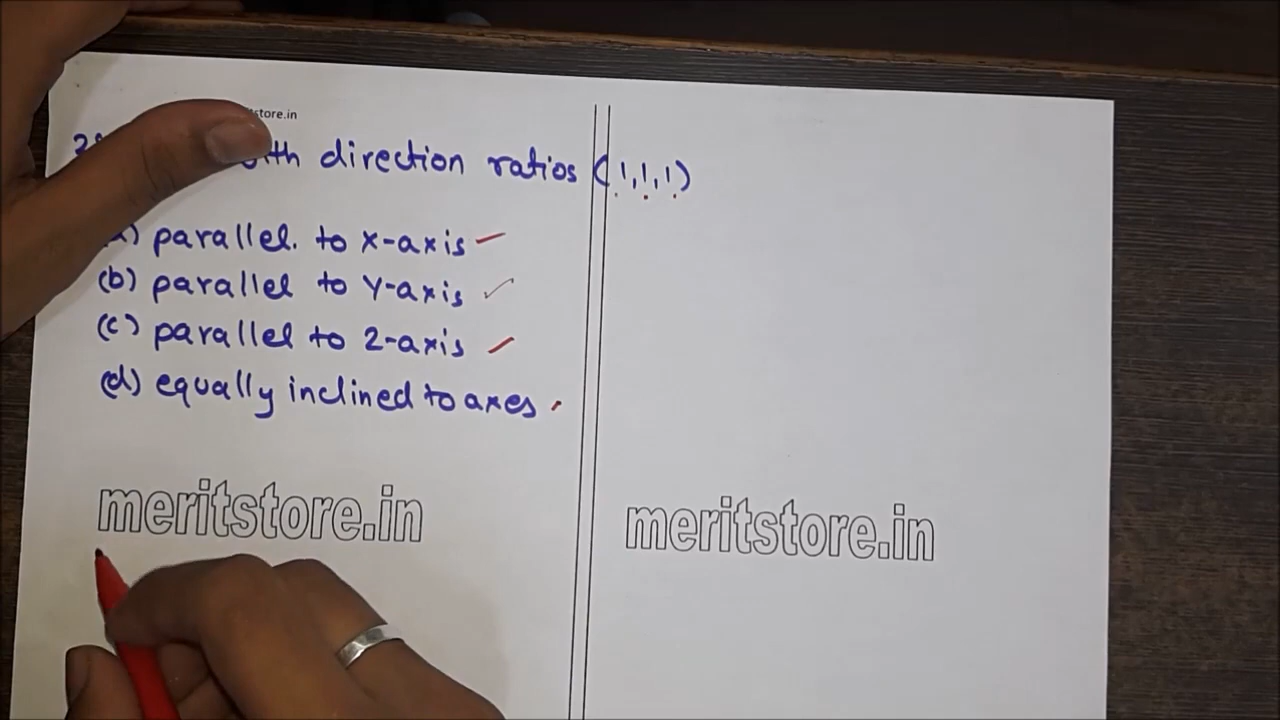 store.in
direction ratios (1,1,1)
parallel. to x-axis
(b) parallel to Y-axis
(c) parallel to 2-axis
(d) equally inclined to axes
meritstore.in
meritstore.in